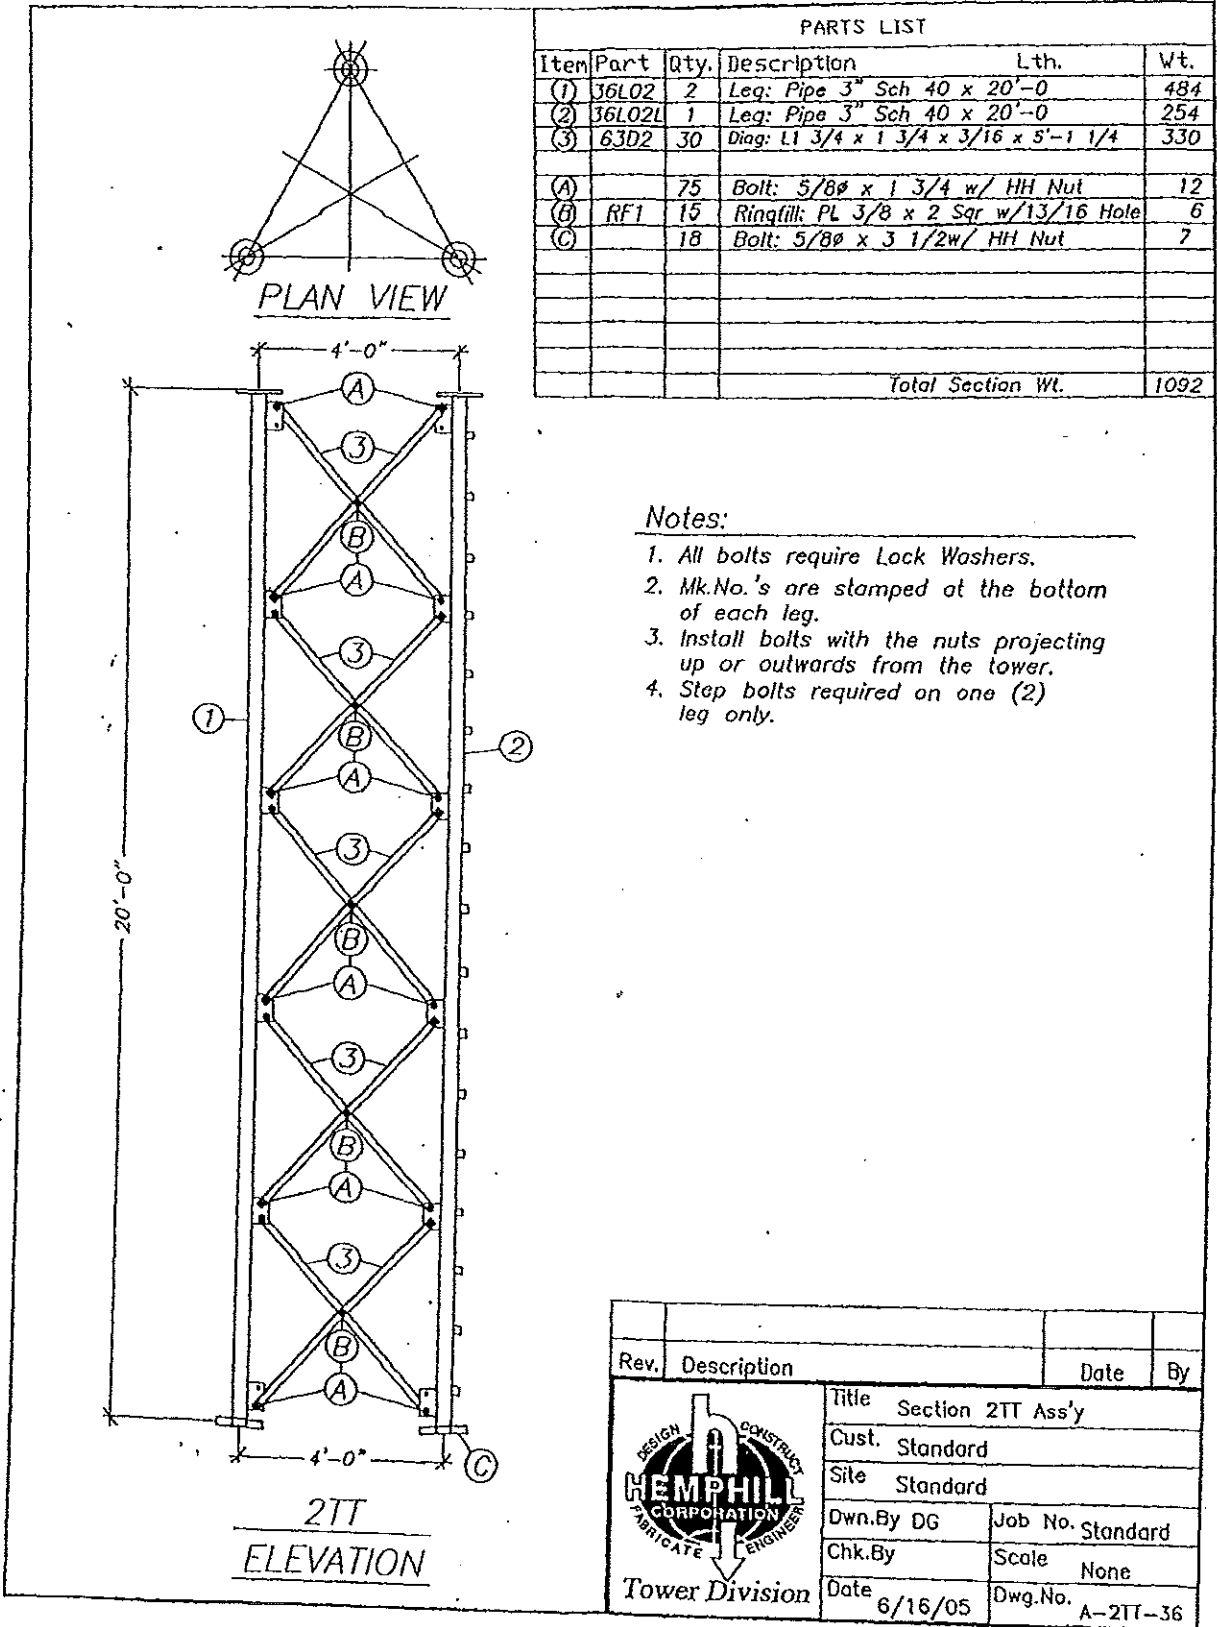 PARTS LIST
Item Part Qty. Description Lth. Wt.
1 36L02 2 Leg: Pipe 3" Sch 40 x 20'-0 484
2 36L02L 1 Leg: Pipe 3" Sch 40 x 20'-0 254
3 63D2 30 Diag: L1 3/4 x 1 3/4 x 3/16 x 5'-1 1/4 330
A 75 Bolt: 5/8ø x 1 3/4 w/ HH Nut 12
B RF1 15 Ringfill: PL 3/8 x 2 Sqr w/13/16 Hole 6
C 18 Bolt: 5/8ø x 3 1/2w/ HH Nut 7
Total Section Wt. 1092
PLAN VIEW
4'-0"
A
3
B
A
3
1
B
2
A
3
20'-0"
B
A
3
B
A
3
B
A
4'-0"
C
2TT
ELEVATION
Notes:
1. All bolts require Lock Washers.
2. Mk.No.'s are stamped at the bottom
of each leg.
3. Install bolts with the nuts projecting
up or outwards from the tower.
4. Step bolts required on one (2)
leg only.
Rev. Description Date By
DESIGN CONSTRUCT
HEMPHILL
CORPORATION
FABRICATE ENGINEER
Tower Division
Title Section 2TT Ass'y
Cust. Standard
Site Standard
Dwn.By DG Job No. Standard
Chk.By Scale None
Date 6/16/05 Dwg.No. A-2TT-36